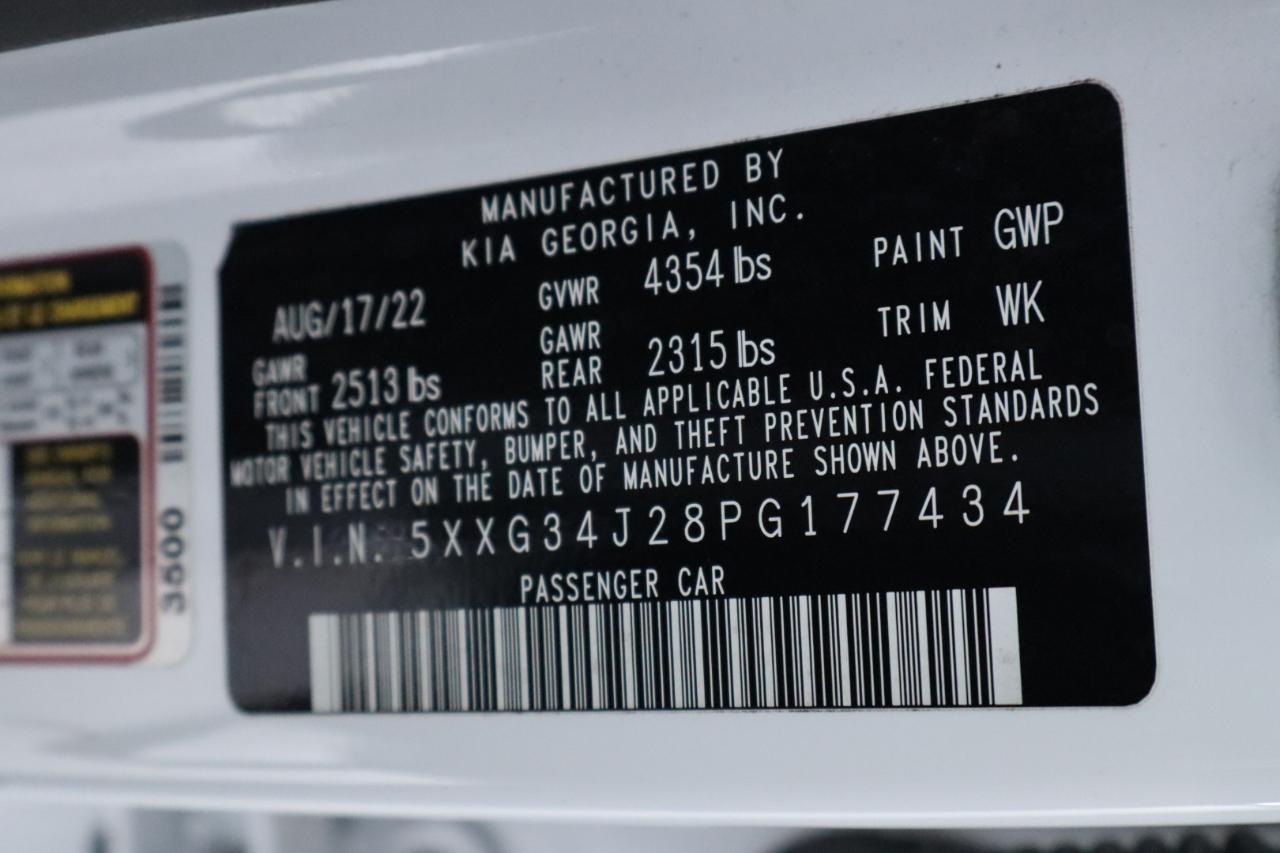 MANUFACTURED BY
KIA GEORGIA, INC.
AUG/17/22 GVWR 4354 lbs PAINT GWP
GAWR FRONT 2513 lbs GAWR REAR 2315 lbs TRIM WK
THIS VEHICLE CONFORMS TO ALL APPLICABLE U.S.A. FEDERAL
MOTOR VEHICLE SAFETY, BUMPER, AND THEFT PREVENTION STANDARDS
IN EFFECT ON THE DATE OF MANUFACTURE SHOWN ABOVE.
V.I.N. 5XXG34J28PG177434
PASSENGER CAR
3500